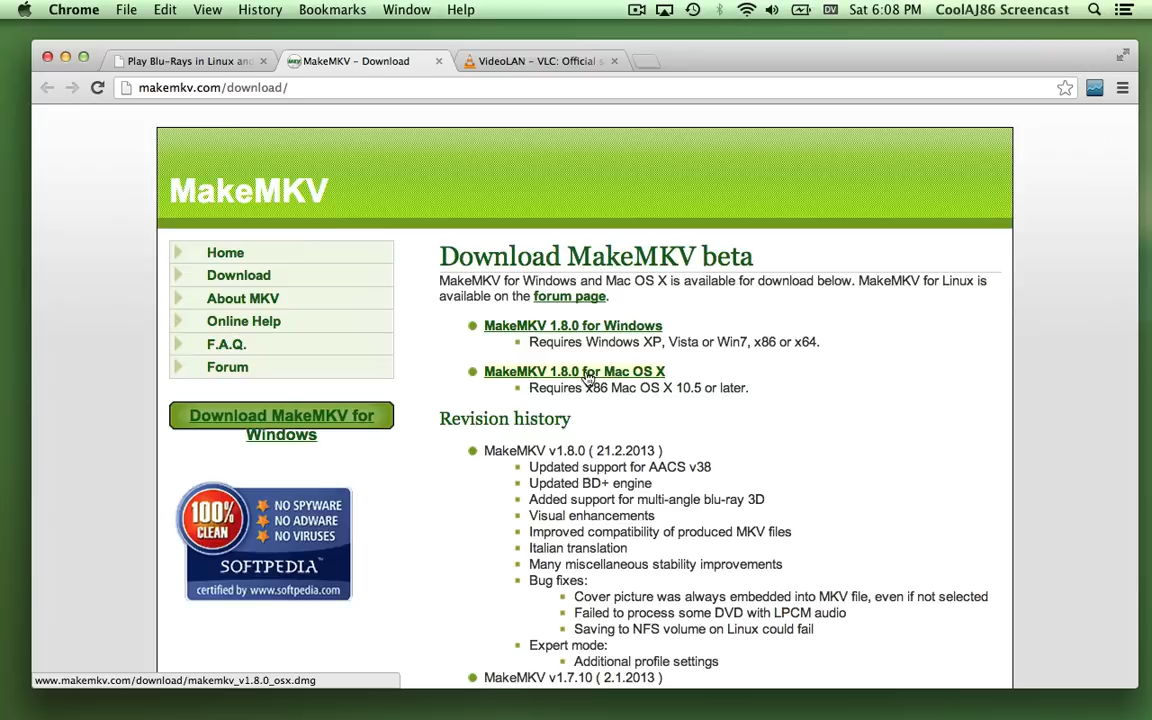 Chrome File Edit View History Bookmarks Window Help DV Sat 6:08 PM CoolAJ86 Screencast
Play Blu-Rays in Linux and MakeMKV - Download VideoLAN - VLC: Official s
makemkv.com/download/
MakeMKV
Home
Download
About MKV
Online Help
F.A.Q.
Forum
Download MakeMKV for
Windows
100%
CLEAN
NO SPYWARE
NO ADWARE
NO VIRUSES
SOFTPEDIA™
certified by www.softpedia.com
Download MakeMKV beta
MakeMKV for Windows and Mac OS X is available for download below. MakeMKV for Linux is
available on the forum page.
MakeMKV 1.8.0 for Windows
Requires Windows XP, Vista or Win7, x86 or x64.
MakeMKV 1.8.0 for Mac OS X
Requires x86 Mac OS X 10.5 or later.
Revision history
MakeMKV v1.8.0 ( 21.2.2013 )
Updated support for AACS v38
Updated BD+ engine
Added support for multi-angle blu-ray 3D
Visual enhancements
Improved compatibility of produced MKV files
Italian translation
Many miscellaneous stability improvements
Bug fixes:
Cover picture was always embedded into MKV file, even if not selected
Failed to process some DVD with LPCM audio
Saving to NFS volume on Linux could fail
Expert mode:
Additional profile settings
MakeMKV v1.7.10 ( 2.1.2013 )
www.makemkv.com/download/makemkv_v1.8.0_osx.dmg